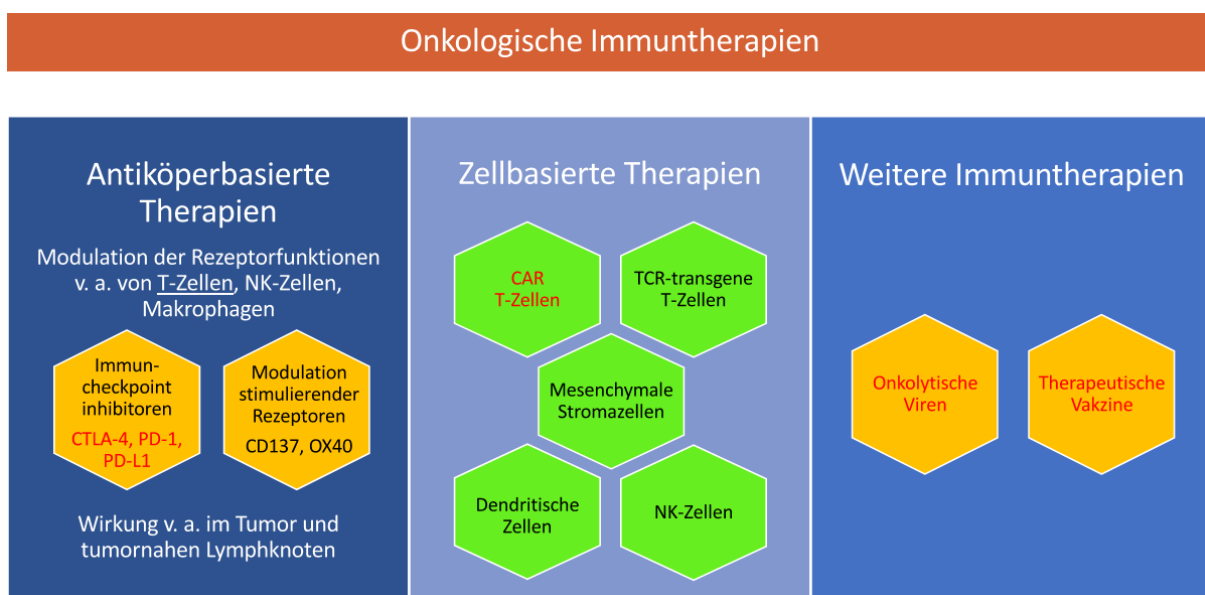 Onkologische Immuntherapien
Antiköperbasierte
Therapien
Modulation der Rezeptorfunktionen
v. a. von T-Zellen, NK-Zellen,
Makrophagen
Immun-
checkpoint
inhibitoren
CTLA-4, PD-1,
PD-L1
Modulation
stimulierender
Rezeptoren
CD137, OX40
Wirkung v. a. im Tumor und
tumornahen Lymphknoten
Zellbasierte Therapien
CAR
T-Zellen
TCR-transgene
T-Zellen
Mesenchymale
Stromazellen
Dendritische
Zellen
NK-Zellen
Weitere Immuntherapien
Onkolytische
Viren
Therapeutische
Vakzine